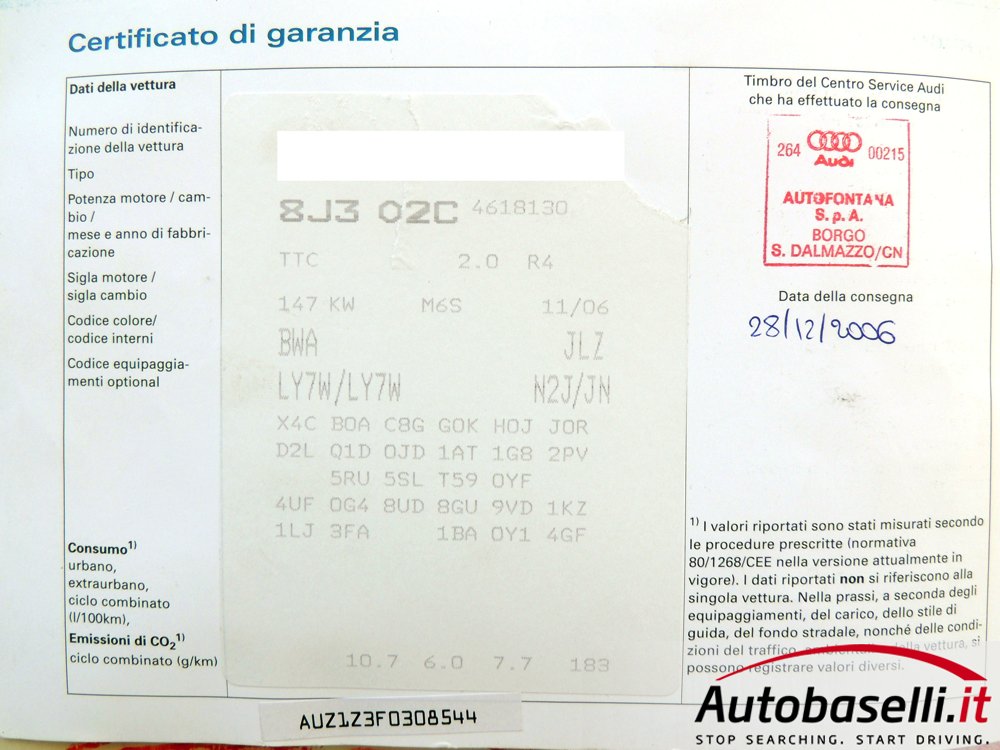 Certificato di garanzia
Dati della vettura
Numero di identifica-
zione della vettura
Tipo
Potenza motore / cam-
bio /
mese e anno di fabbri-
cazione
Sigla motore /
sigla cambio
Codice colore/
codice interni
Codice equipaggia-
menti optional
Consumo1)
urbano,
extraurbano,
ciclo combinato
(l/100km),
Emissioni di CO2 1)
ciclo combinato (g/km)
8J3 02C 4618130
TTC 2.0 R4
147 KW M6S 11/06
BWA JLZ
LY7W/LY7W N2J/JN
X4C B0A C8G G0K H0J J0R
D2L Q1D 0JD 1AT 1G8 2PV
5RU 5SL T59 0YF
4UF 0G4 8UD 8GU 9VD 1KZ
1LJ 3FA 1BA 0Y1 4GF
10.7 6.0 7.7 183
AUZ1Z3F0308544
Timbro del Centro Service Audi
che ha effettuato la consegna
264 Audi 00215
AUTOFONTANA
S.p.A.
BORGO
S. DALMAZZO/CN
Data della consegna
28/12/2006
1) I valori riportati sono stati misurati secondo
le procedure prescritte (normativa
80/1268/CEE nella versione attualmente in
vigore). I dati riportati non si riferiscono alla
singola vettura. Nella prassi, a seconda degli
equipaggiamenti, del carico, dello stile di
guida, del fondo stradale, nonché delle condi-
zioni del traffico, ambientali e della vettura, si
possono registrare valori diversi.
Autobaselli.it
STOP SEARCHING. START DRIVING.